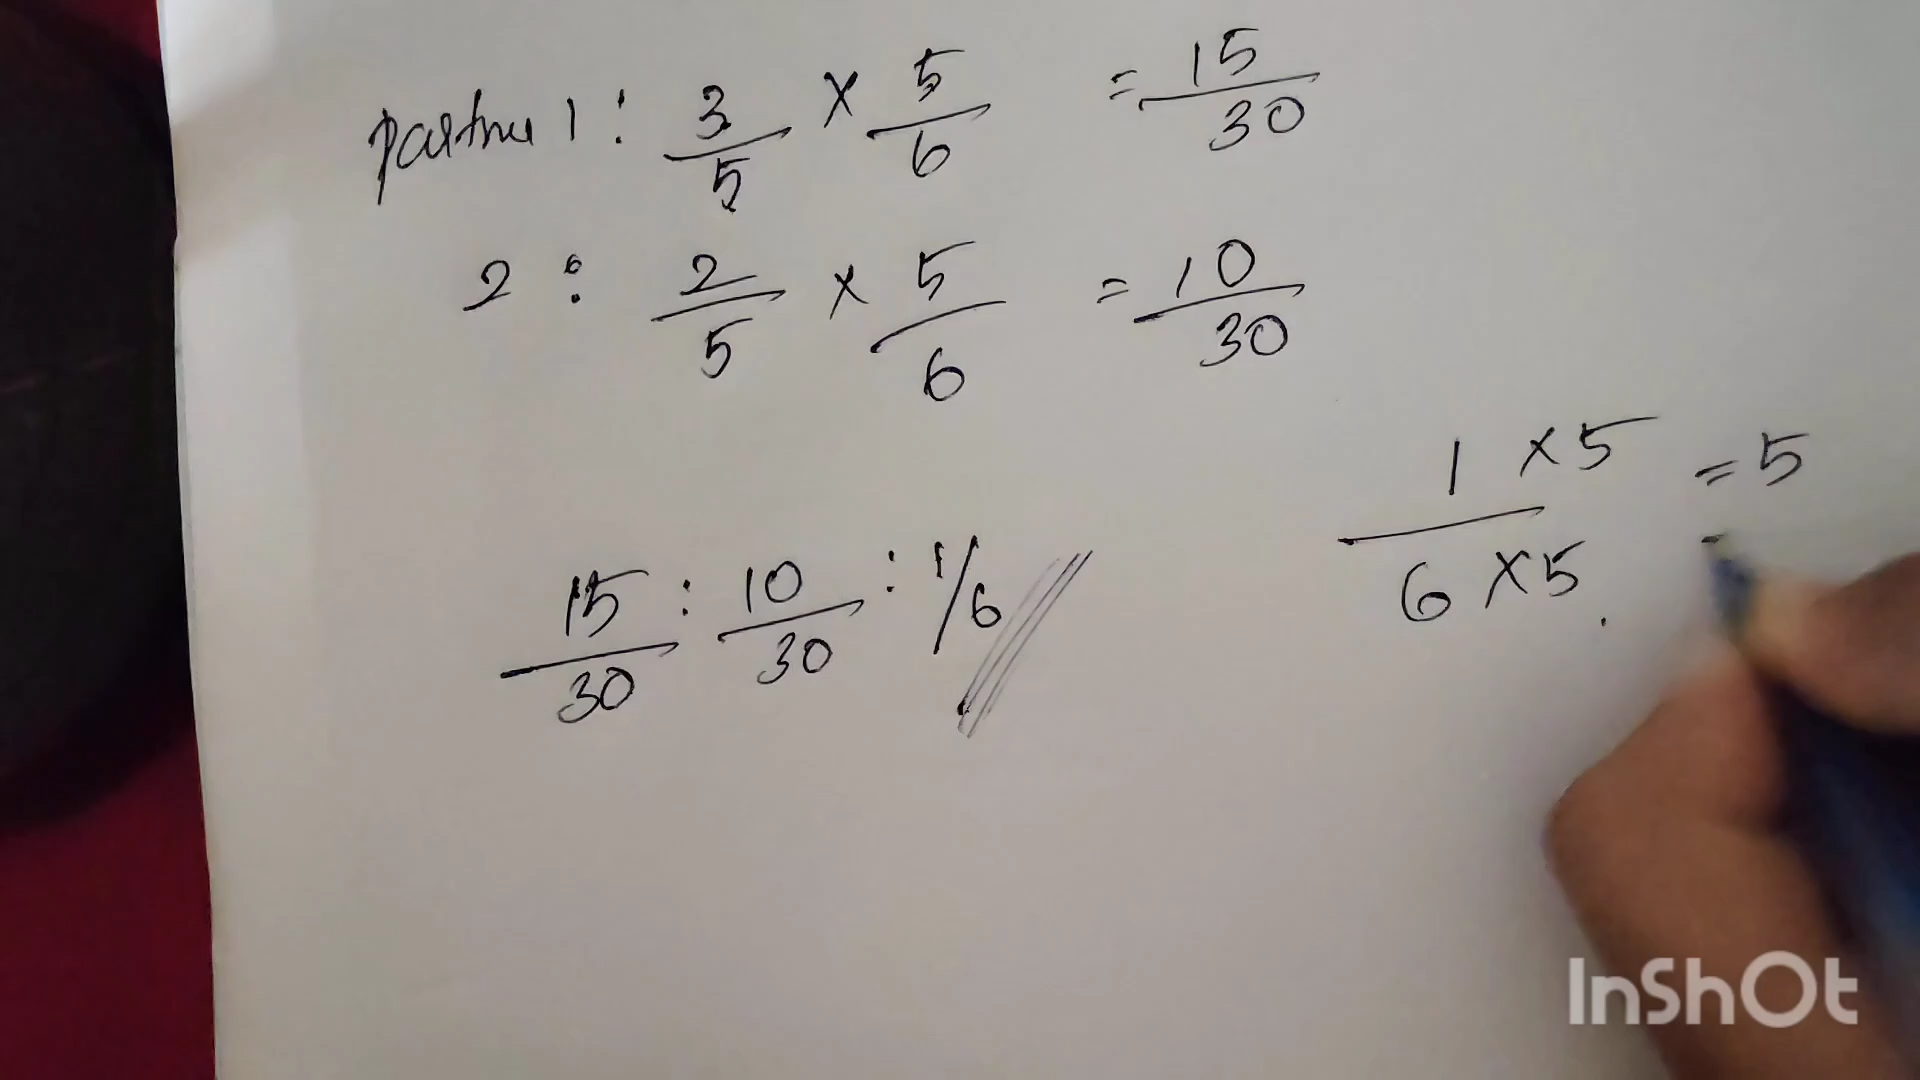 partner 1 : 3/5 × 5/6 = 15/30
2 : 2/5 × 5/6 = 10/30
15/30 : 10/30 : 1/6
1 × 5 = 5
6 × 5 =
InShOt